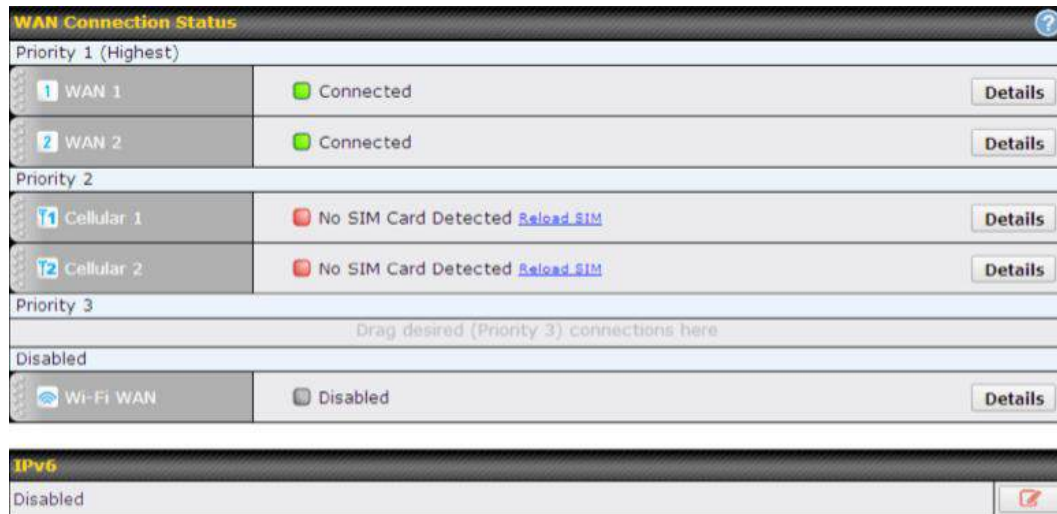 WAN Connection Status
?
Priority 1 (Highest)
1 WAN 1 Connected Details
2 WAN 2 Connected Details
Priority 2
1 Cellular 1 No SIM Card Detected Reload SIM Details
2 Cellular 2 No SIM Card Detected Reload SIM Details
Priority 3
Drag desired (Priority 3) connections here
Disabled
Wi-Fi WAN Disabled Details
IPv6
Disabled